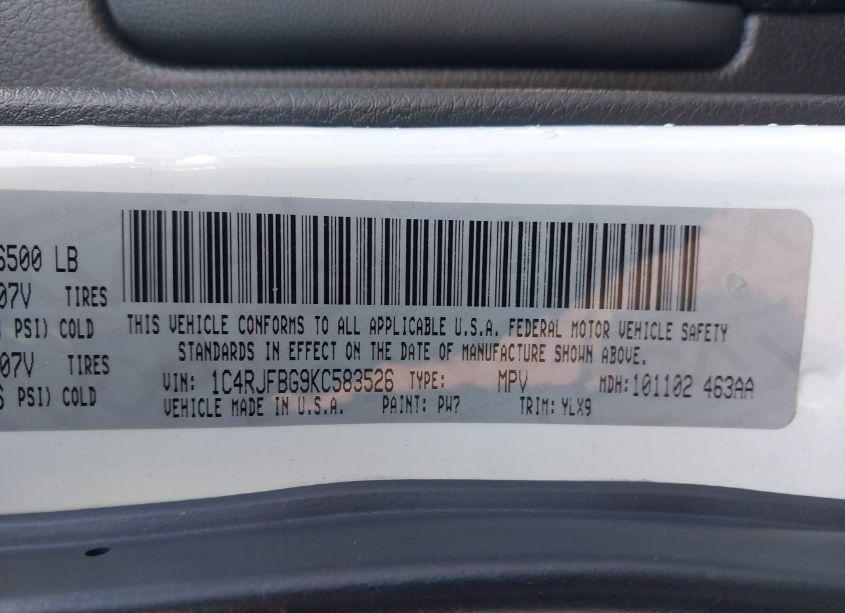 6500 LB
07V TIRES
PSI) COLD
07V TIRES
PSI) COLD
THIS VEHICLE CONFORMS TO ALL APPLICABLE U.S.A. FEDERAL MOTOR VEHICLE SAFETY
STANDARDS IN EFFECT ON THE DATE OF MANUFACTURE SHOWN ABOVE.
VIN: 1C4RJFBG9KC583526 TYPE: MPV MDH:101102 463AA
VEHICLE MADE IN U.S.A. PAINT: PW7 TRIM: YLX9